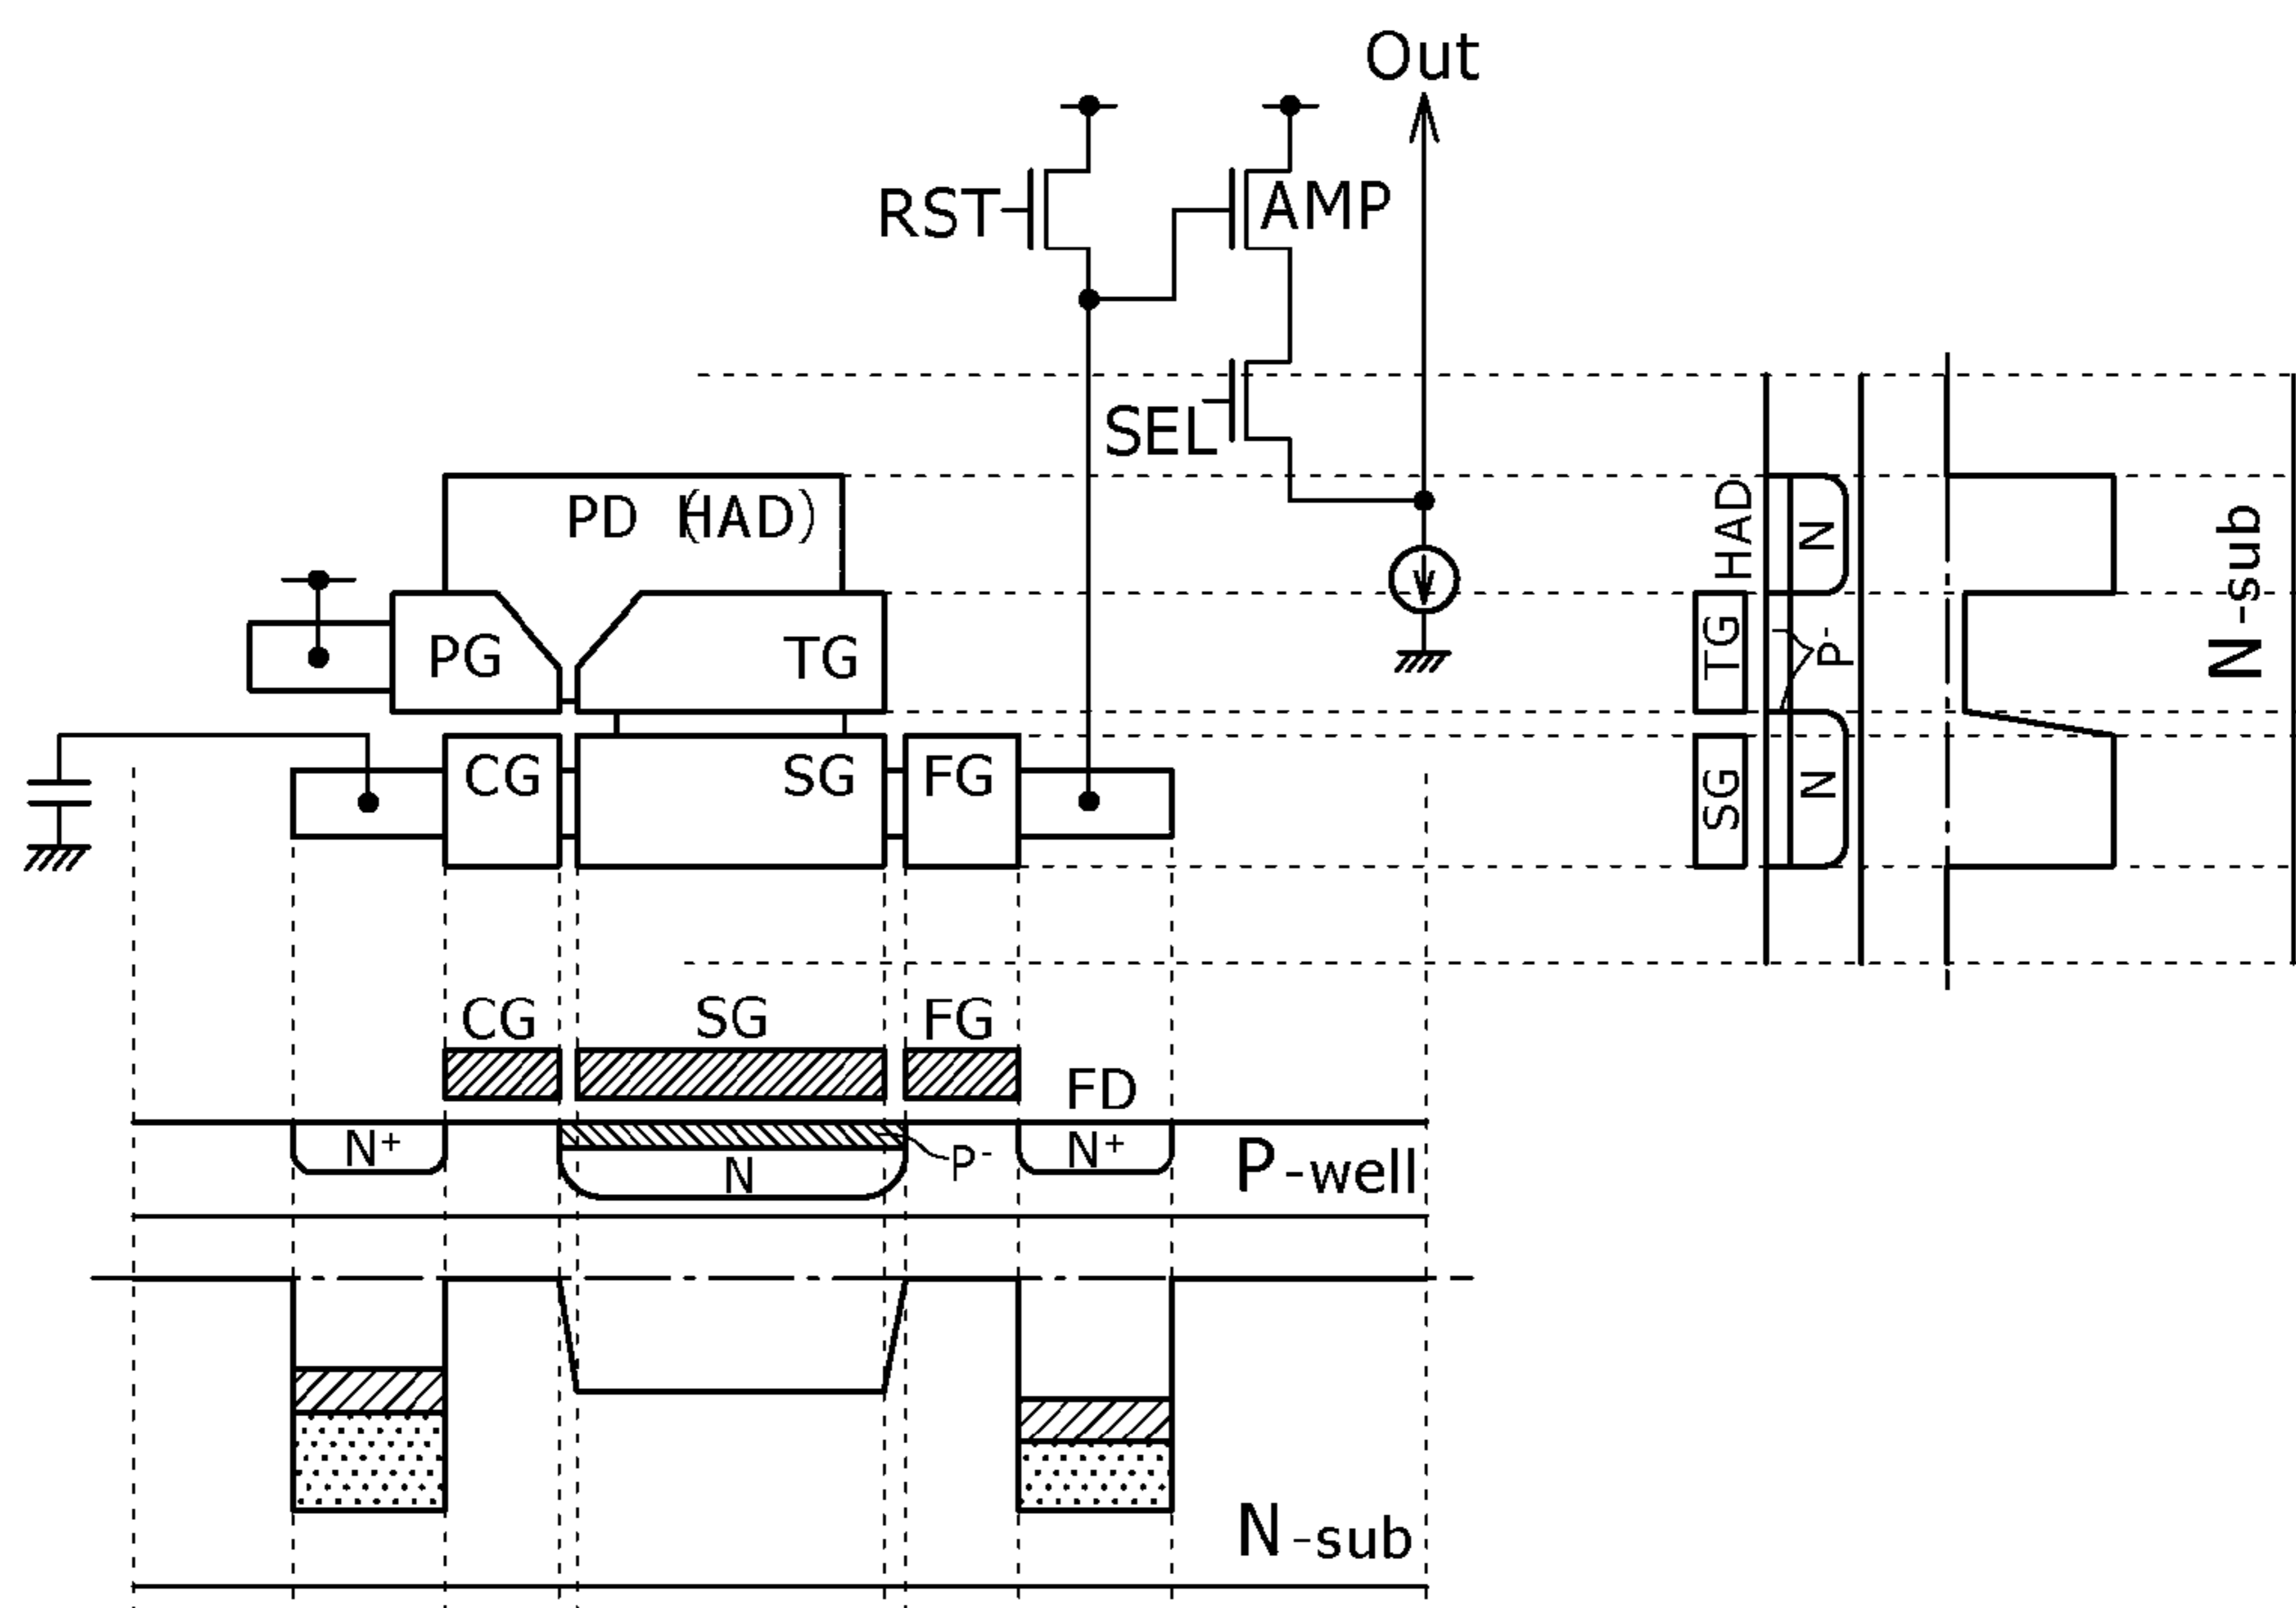 Out
RST
AMP
SEL
PD (HAD)
PG
TG
CG
SG
FG
HAD
N
TG
P-
SG
N
N-sub
CG
SG
FG
FD
N+
N
P-
N+
P-well
N-sub